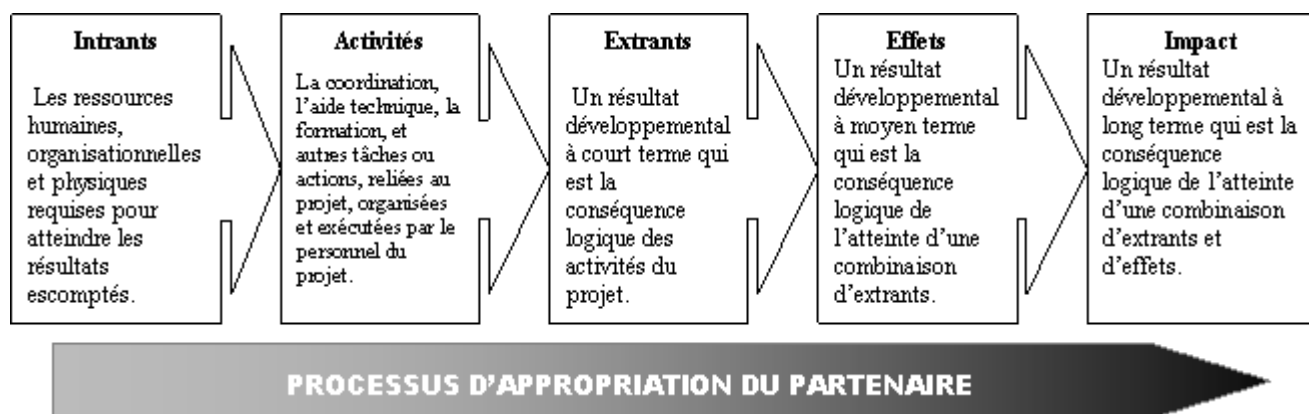 Intrants
Les ressources
humaines,
organisationnelles
et physiques
requises pour
atteindre les
résultats
escomptés.
Activités
La coordination,
l'aide technique, la
formation, et
autres tâches ou
actions, reliées au
projet, organisées
et exécutées par le
personnel du
projet.
Extrants
Un résultat
développemental
à court terme qui
est la
conséquence
logique des
activités du
projet.
Effets
Un résultat
développemental
à moyen terme
qui est la
conséquence
logique de
l'atteinte d'une
combinaison
d'extrants.
Impact
Un résultat
développemental à
long terme qui est la
conséquence
logique de l'atteinte
d'une combinaison
d'extrants et
d'effets.
PROCESSUS D'APPROPRIATION DU PARTENAIRE